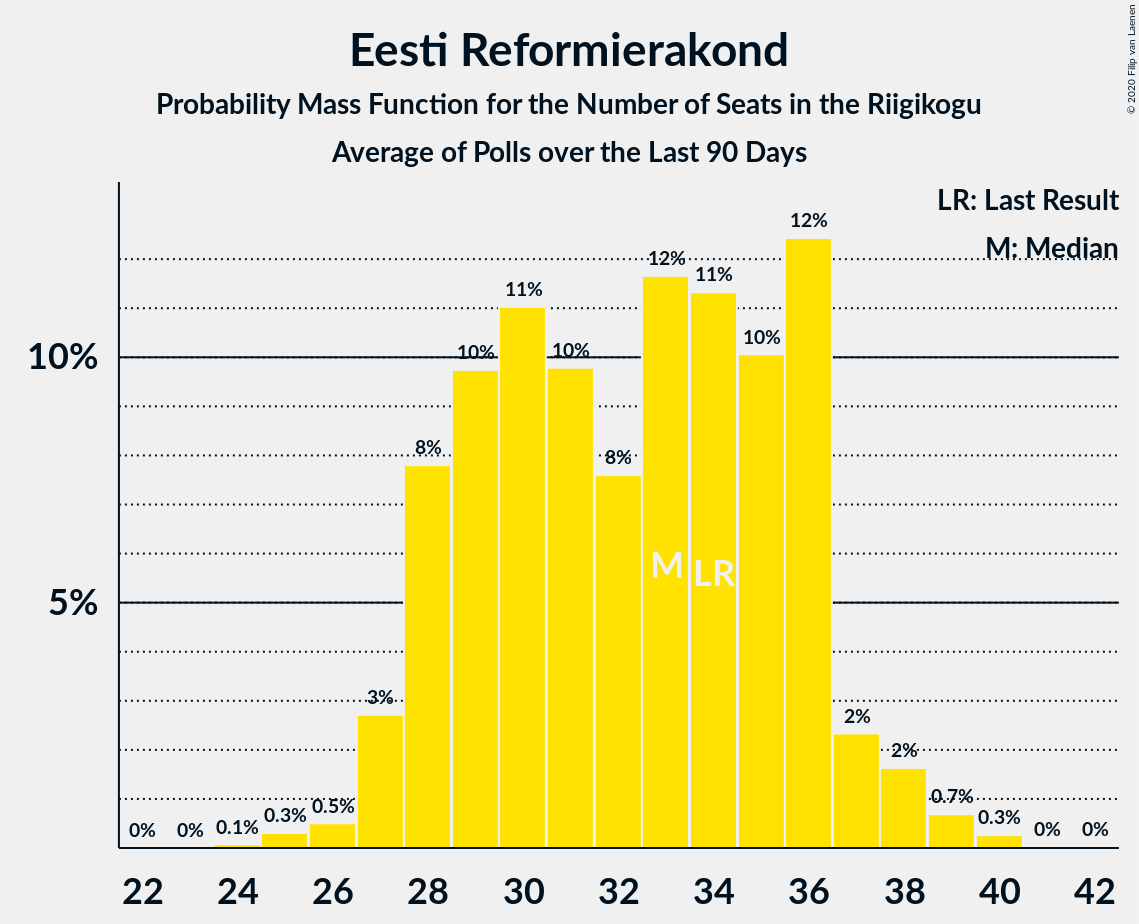 Eesti Reformierakond
Probability Mass Function for the Number of Seats in the Riigikogu
Average of Polls over the Last 90 Days
© 2020 Filip van Laenen
LR: Last Result
M: Median
10%
5%
0% 0% 0.1% 0.3% 0.5% 3% 8% 10% 11% 10% 8% 12% 11% 10% 12% 2% 2% 0.7% 0.3% 0% 0%
M LR
22 24 26 28 30 32 34 36 38 40 42